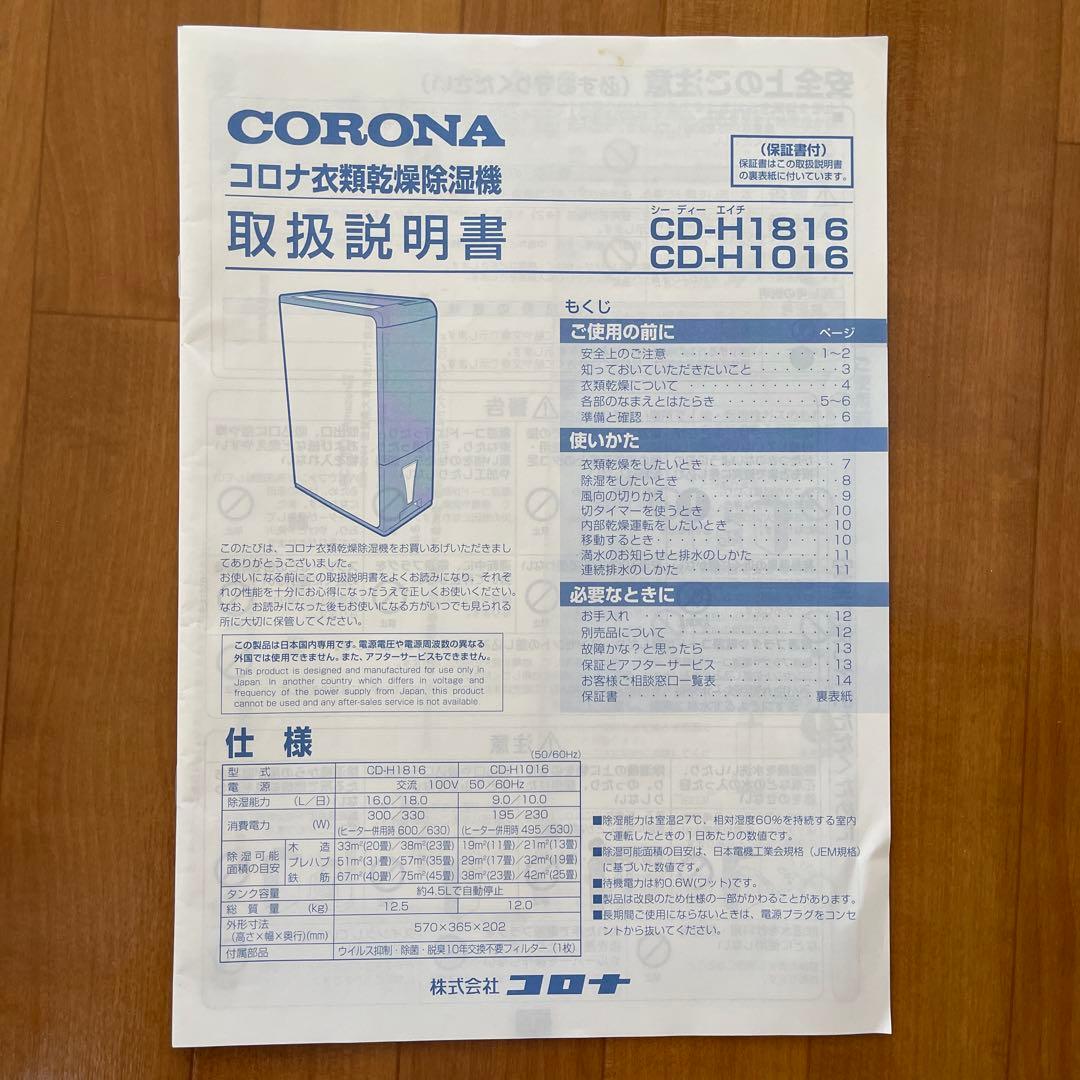 CORONA
コロナ衣類乾燥除湿機
取扱説明書
(保証書付)
保証書はこの取扱説明書
の裏表紙に付いています。
シー ディー エイチ
CD-H1816
CD-H1016
もくじ
ご使用の前に ページ
安全上のご注意 ・・・・・・・・・・・・ 1~2
知っておいていただきたいこと ・・・・・・・・ 3
衣類乾燥について ・・・・・・・・・・・・・ 4
各部のなまえとはたらき ・・・・・・・・・ 5~6
準備と確認 ・・・・・・・・・・・・・・・・ 6
使いかた
衣類乾燥をしたいとき ・・・・・・・・・・・ 7
除湿をしたいとき ・・・・・・・・・・・・・ 8
風向の切りかえ ・・・・・・・・・・・・・・ 9
切タイマーを使うとき ・・・・・・・・・・・ 10
内部乾燥運転をしたいとき ・・・・・・・・・ 10
移動するとき ・・・・・・・・・・・・・・・ 10
満水のお知らせと排水のしかた ・・・・・・・ 11
連続排水のしかた ・・・・・・・・・・・・・ 11
必要なときに
お手入れ ・・・・・・・・・・・・・・・・・ 12
別売品について ・・・・・・・・・・・・・・ 12
故障かな?と思ったら ・・・・・・・・・・・ 13
保証とアフターサービス ・・・・・・・・・・ 13
お客様ご相談窓口一覧表 ・・・・・・・・・・ 14
保証書 ・・・・・・・・・・・・・・・・ 裏表紙
このたびは、コロナ衣類乾燥除湿機をお買いあげいただきまし
てありがとうございました。
お使いになる前にこの取扱説明書をよくお読みになり、それぞ
れの性能を十分にお心得になったうえで正しくお使いください。
なお、お読みになった後もお使いになる方がいつでも見られる
所に大切に保管してください。
この製品は日本国内専用です。電源電圧や電源周波数の異なる
外国では使用できません。また、アフターサービスもできません。
This product is designed and manufactured for use only in
Japan. In another country which differs in voltage and
frequency of the power supply from Japan, this product
cannot be used and any after-sales service is not available.
仕様
(50/60Hz)
型式 CD-H1816 CD-H1016
電源 交流 100V 50/60Hz
除湿能力 (L/日) 16.0/18.0 9.0/10.0
消費電力 (W) 300/330 195/230
(ヒーター併用時 600/630) (ヒーター併用時 495/530)
除湿可能面積の目安 木造 33m²(20畳)/38m²(23畳) 19m²(11畳)/21m²(13畳)
プレハブ 51m²(31畳)/57m²(35畳) 29m²(17畳)/32m²(19畳)
鉄筋 67m²(40畳)/75m²(45畳) 38m²(23畳)/42m²(25畳)
タンク容量 約4.5Lで自動停止
総質量 (kg) 12.5 12.0
外形寸法
(高さ×幅×奥行)(mm) 570×365×202
付属部品 ウイルス抑制・除菌・脱臭10年交換不要フィルター(1枚)
■除湿能力は室温27℃、相対湿度60%を持続する室内
で運転したときの1日あたりの数値です。
■除湿可能面積の目安は、日本電機工業会規格(JEM規格)
に基づいた数値です。
■待機電力は約0.6W(ワット)です。
■製品は改良のため仕様の一部がかわることがあります。
■長期間ご使用にならないときは、電源プラグをコンセ
ントから抜いてください。
株式会社 コロナ